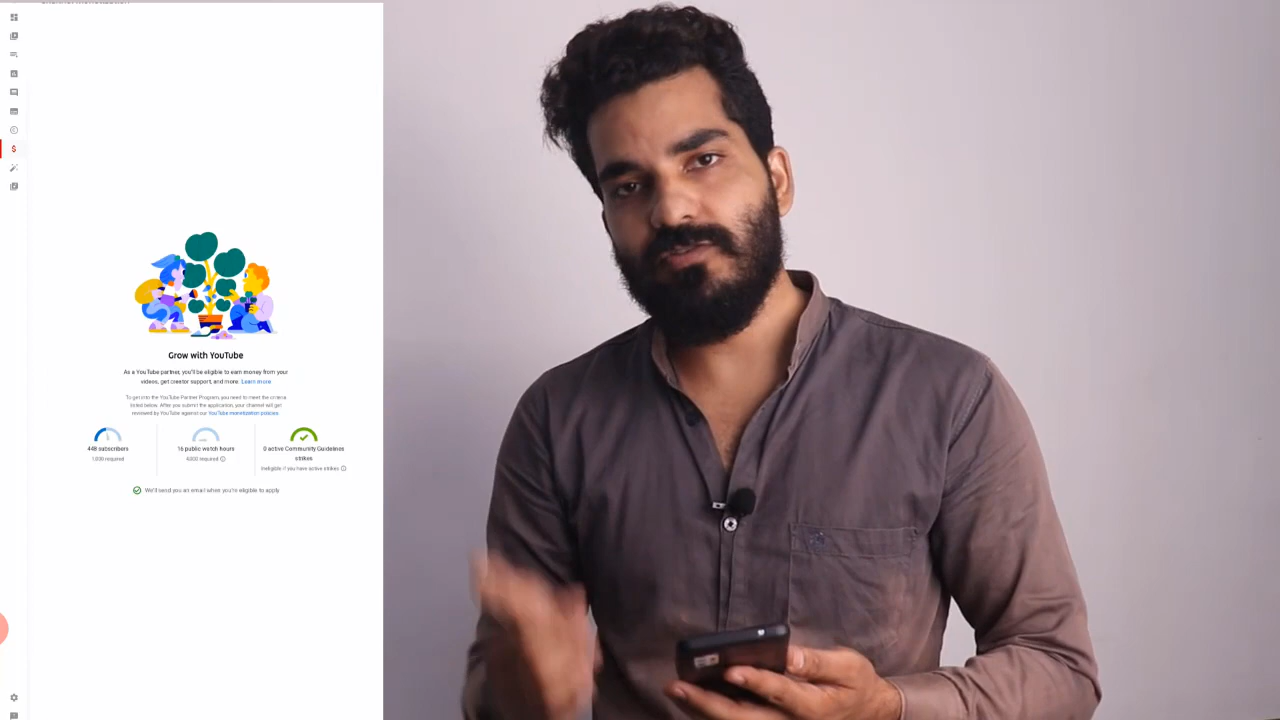 $
Grow with YouTube
As a YouTube partner, you'll be eligible to earn money from your
videos, get creator support, and more. Learn more
To get into the YouTube Partner Program, you need to meet the criteria
listed below. After you submit the application, your channel will get
reviewed by YouTube against our YouTube monetization policies.
448 subscribers
1,000 required
16 public watch hours
4,000 required
0 active Community Guidelines
strikes
Ineligible if you have active strikes
We'll send you an email when you're eligible to apply